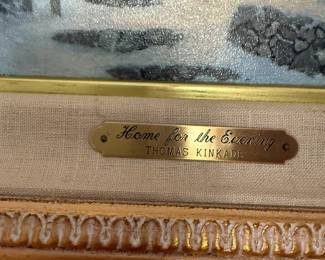 Home for the Evening
THOMAS KINKADE